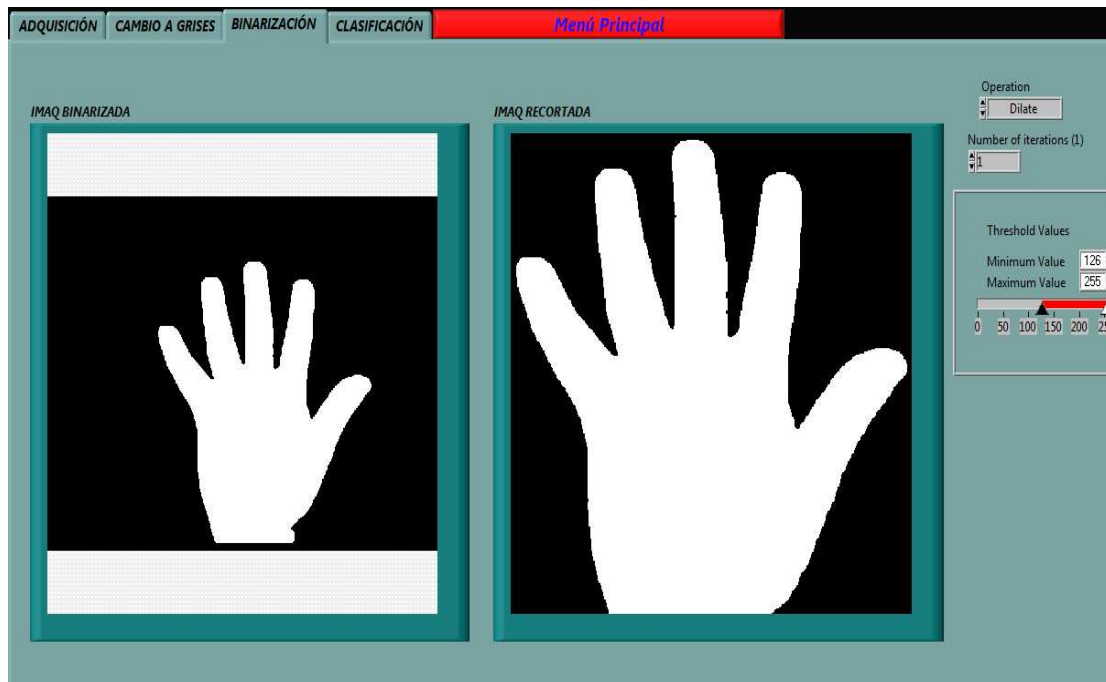 ADQUISICIÓN CAMBIO A GRISES BINARIZACIÓN CLASIFICACIÓN Menú Principal
IMAQ BINARIZADA
IMAQ RECORTADA
Operation
Dilate
Number of iterations (1)
1
Threshold Values
Minimum Value 126
Maximum Value 255
0 50 100 150 200